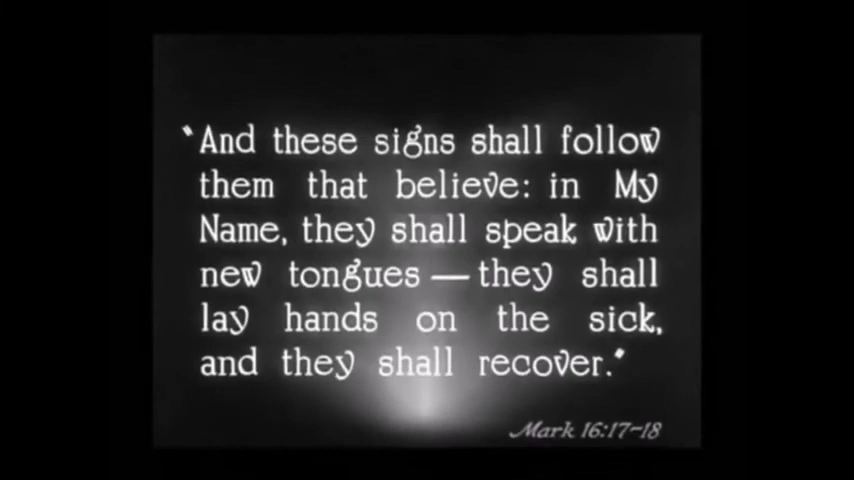 "And these signs shall follow
them that believe: in My
Name, they shall speak with
new tongues — they shall
lay hands on the sick,
and they shall recover."
Mark 16:17-18